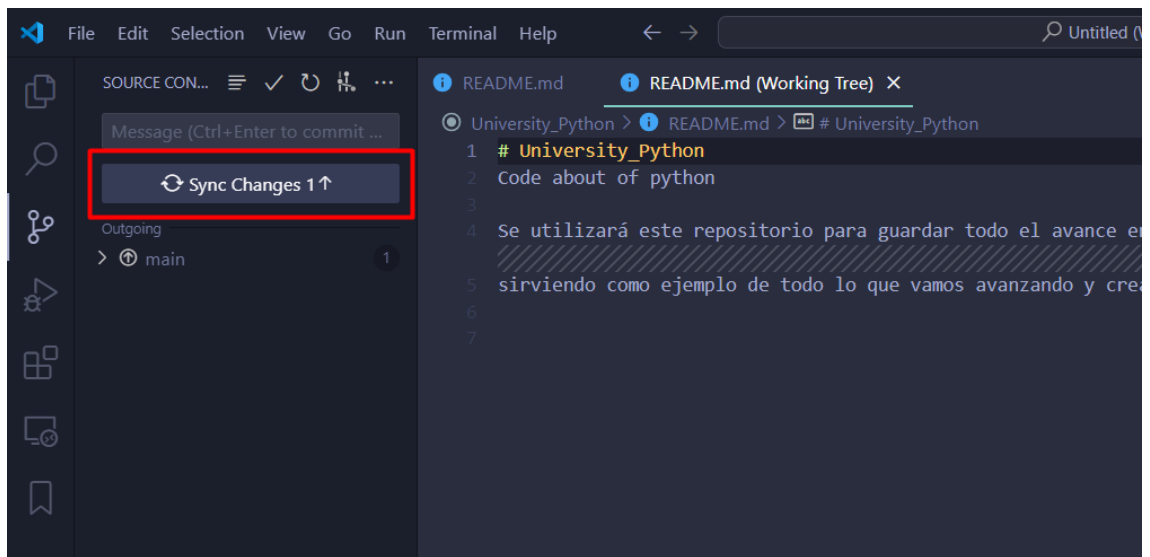 File Edit Selection View Go Run Terminal Help Untitled (
SOURCE CON...
README.md README.md (Working Tree)
Message (Ctrl+Enter to commit ...
University_Python > README.md > # University_Python
Sync Changes 1↑
Outgoing
main 1
1 # University_Python
2 Code about of python
3
4 Se utilizará este repositorio para guardar todo el avance
5 sirviendo como ejemplo de todo lo que vamos avanzando y
6
7